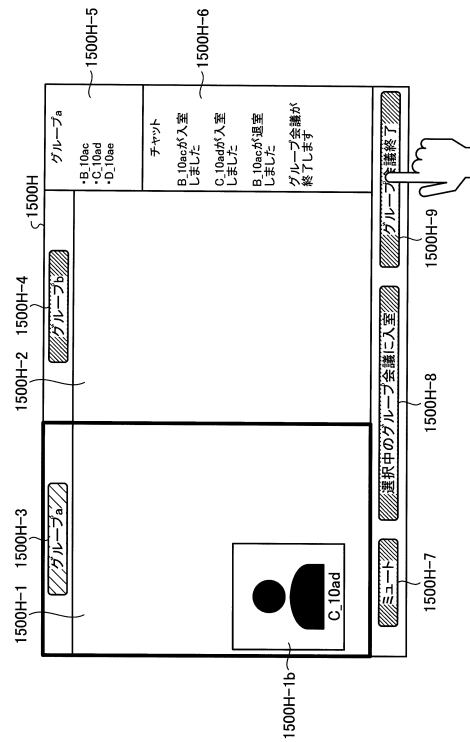 1500H
1500H-3
1500H-4
1500H-1
1500H-2
グループa
グループb
グループa
・B_10ac
・C_10ad
・D_10ae
1500H-5
チャット
B_10acが入室
しました
C_10adが入室
しました
B_10acが退室
しました
グループ会議が
終了します
1500H-6
C_10ad
1500H-1b
ミュート
選択中のグループ会議に入室
グループ会議終了
1500H-7
1500H-8
1500H-9